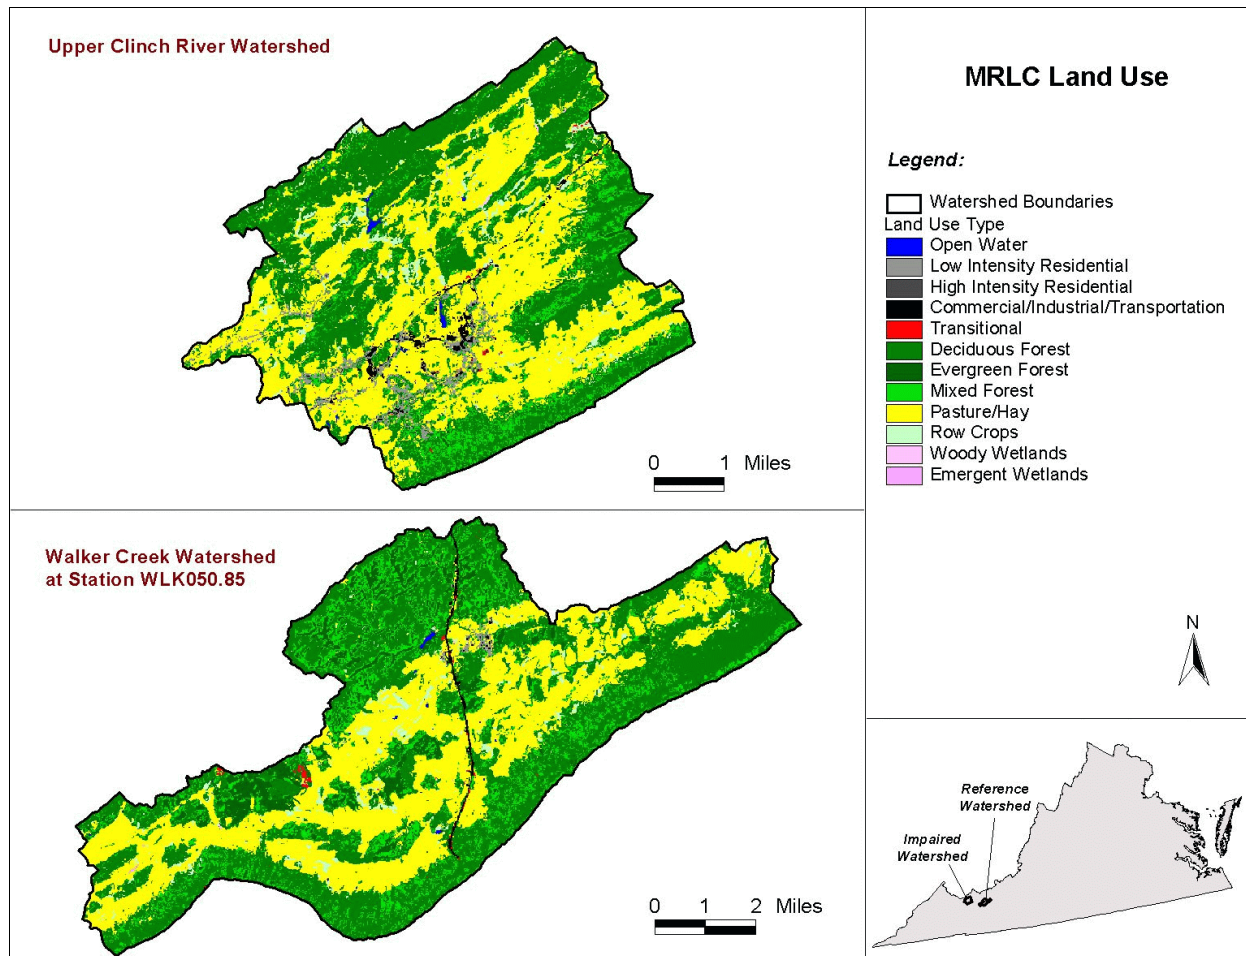 Upper Clinch River Watershed
0 1 Miles
Walker Creek Watershed
at Station WLK050.85
0 1 2 Miles
MRLC Land Use
Legend:
Watershed Boundaries
Land Use Type
Open Water
Low Intensity Residential
High Intensity Residential
Commercial/Industrial/Transportation
Transitional
Deciduous Forest
Evergreen Forest
Mixed Forest
Pasture/Hay
Row Crops
Woody Wetlands
Emergent Wetlands
N
Reference
Watershed
Impaired
Watershed